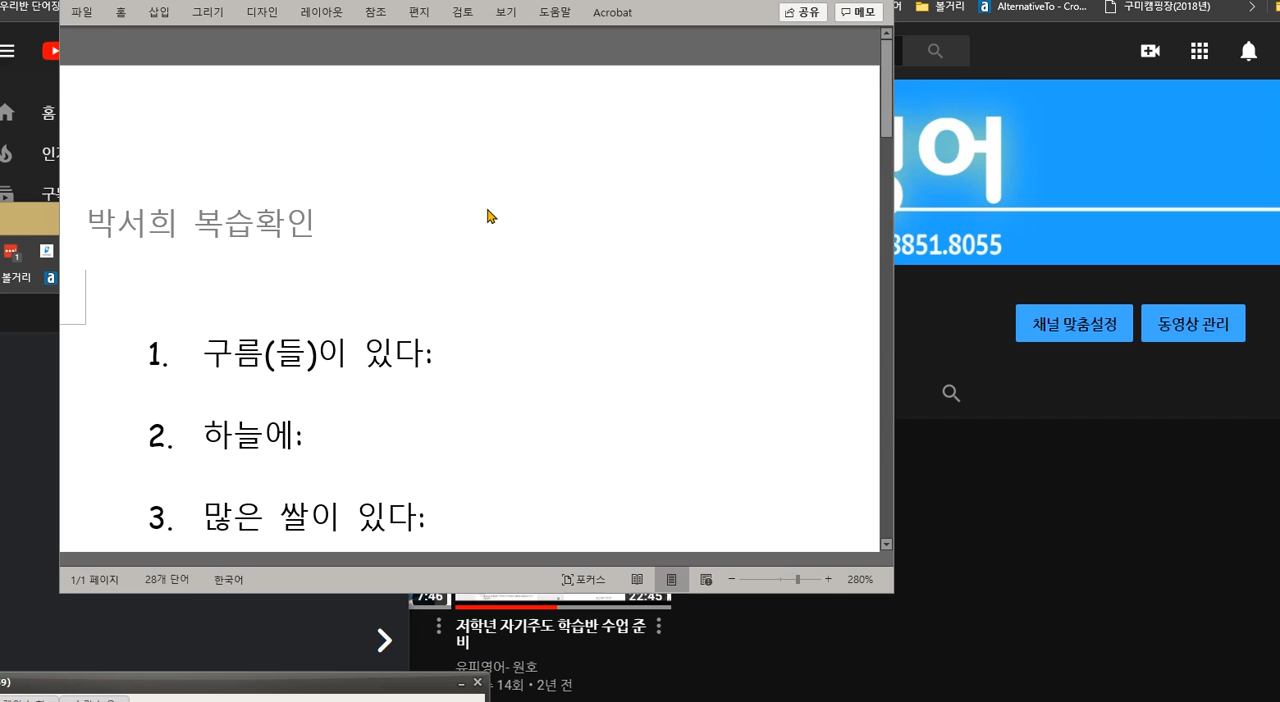 우리반 단어장
파일 홈 삽입 그리기 디자인 레이아웃 참조 편지 검토 보기 도움말 Acrobat 공유 메모
어 볼거리 AlternativeTo - Cro... 구미캠핑장(2018년)
홈
박서희 복습확인
1
볼거리
8851.8055
채널 맞춤설정 동영상 관리
1. 구름(들)이 있다:
2. 하늘에:
3. 많은 쌀이 있다:
1/1 페이지 28개 단어 한국어 포커스 280%
7:46 22:45
저학년 자기주도 학습반 수업 준
비
유피영어- 원호
14회 • 2년 전